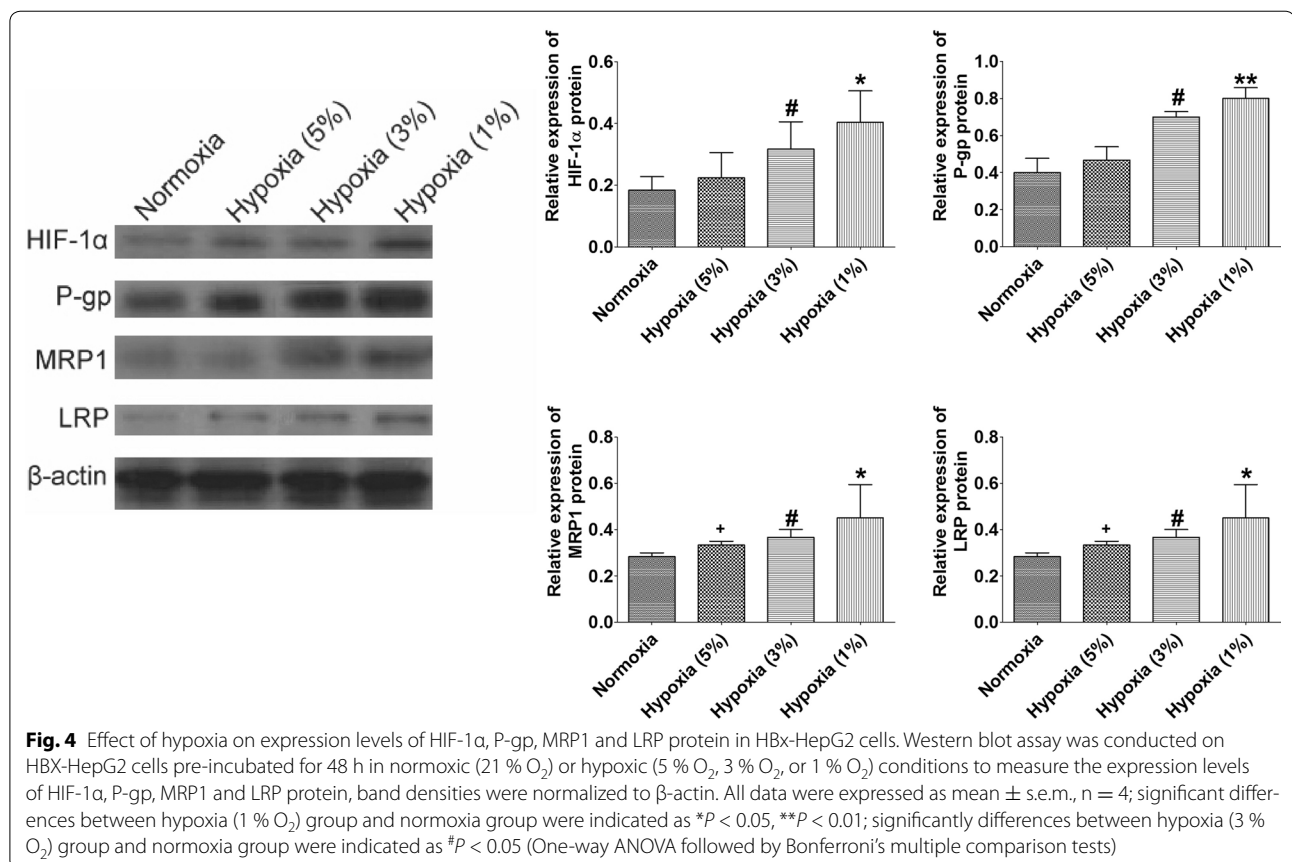 Normoxia
Hypoxia (5%)
Hypoxia (3%)
Hypoxia (1%)
HIF-1α
P-gp
MRP1
LRP
β-actin
Relative expression of
HIF-1α protein
0.6
0.4
0.2
0.0
#
*
Normoxia
Hypoxia (5%)
Hypoxia (3%)
Hypoxia (1%)
Relative expression of
P-gp protein
1.0
0.8
0.6
0.4
0.2
0.0
#
**
Normoxia
Hypoxia (5%)
Hypoxia (3%)
Hypoxia (1%)
Relative expression of
MRP1 protein
0.8
0.6
0.4
0.2
0.0
+
#
*
Normoxia
Hypoxia (5%)
Hypoxia (3%)
Hypoxia (1%)
Relative expression of
LRP protein
0.8
0.6
0.4
0.2
0.0
+
#
*
Normoxia
Hypoxia (5%)
Hypoxia (3%)
Hypoxia (1%)
Fig. 4 Effect of hypoxia on expression levels of HIF-1α, P-gp, MRP1 and LRP protein in HBx-HepG2 cells. Western blot assay was conducted on
HBX-HepG2 cells pre-incubated for 48 h in normoxic (21 % O₂) or hypoxic (5 % O₂, 3 % O₂, or 1 % O₂) conditions to measure the expression levels
of HIF-1α, P-gp, MRP1 and LRP protein, band densities were normalized to β-actin. All data were expressed as mean ± s.e.m., n = 4; significant differ-
ences between hypoxia (1 % O₂) group and normoxia group were indicated as *P < 0.05, **P < 0.01; significantly differences between hypoxia (3 %
O₂) group and normoxia group were indicated as #P < 0.05 (One-way ANOVA followed by Bonferroni's multiple comparison tests)